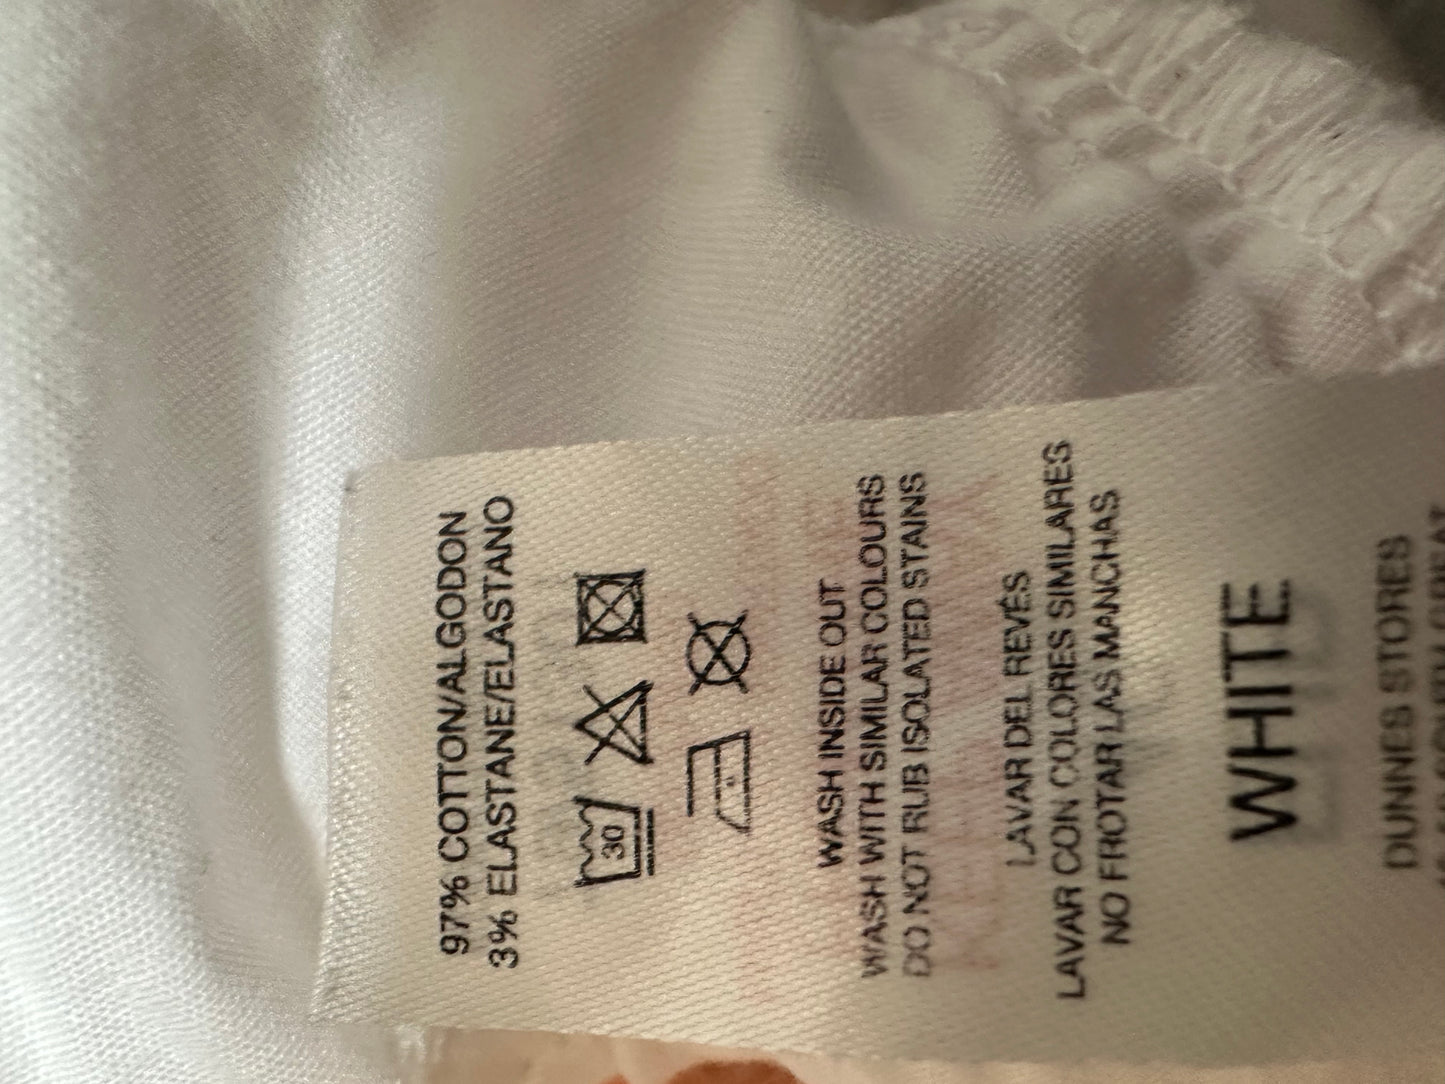 97% COTTON/ALGODON
3% ELASTANE/ELASTANO
30
WASH INSIDE OUT
WASH WITH SIMILAR COLOURS
DO NOT RUB ISOLATED STAINS
LAVAR DEL REVÉS
LAVAR CON COLORES SIMILARES
NO FROTAR LAS MANCHAS
WHITE
DUNNES STORES